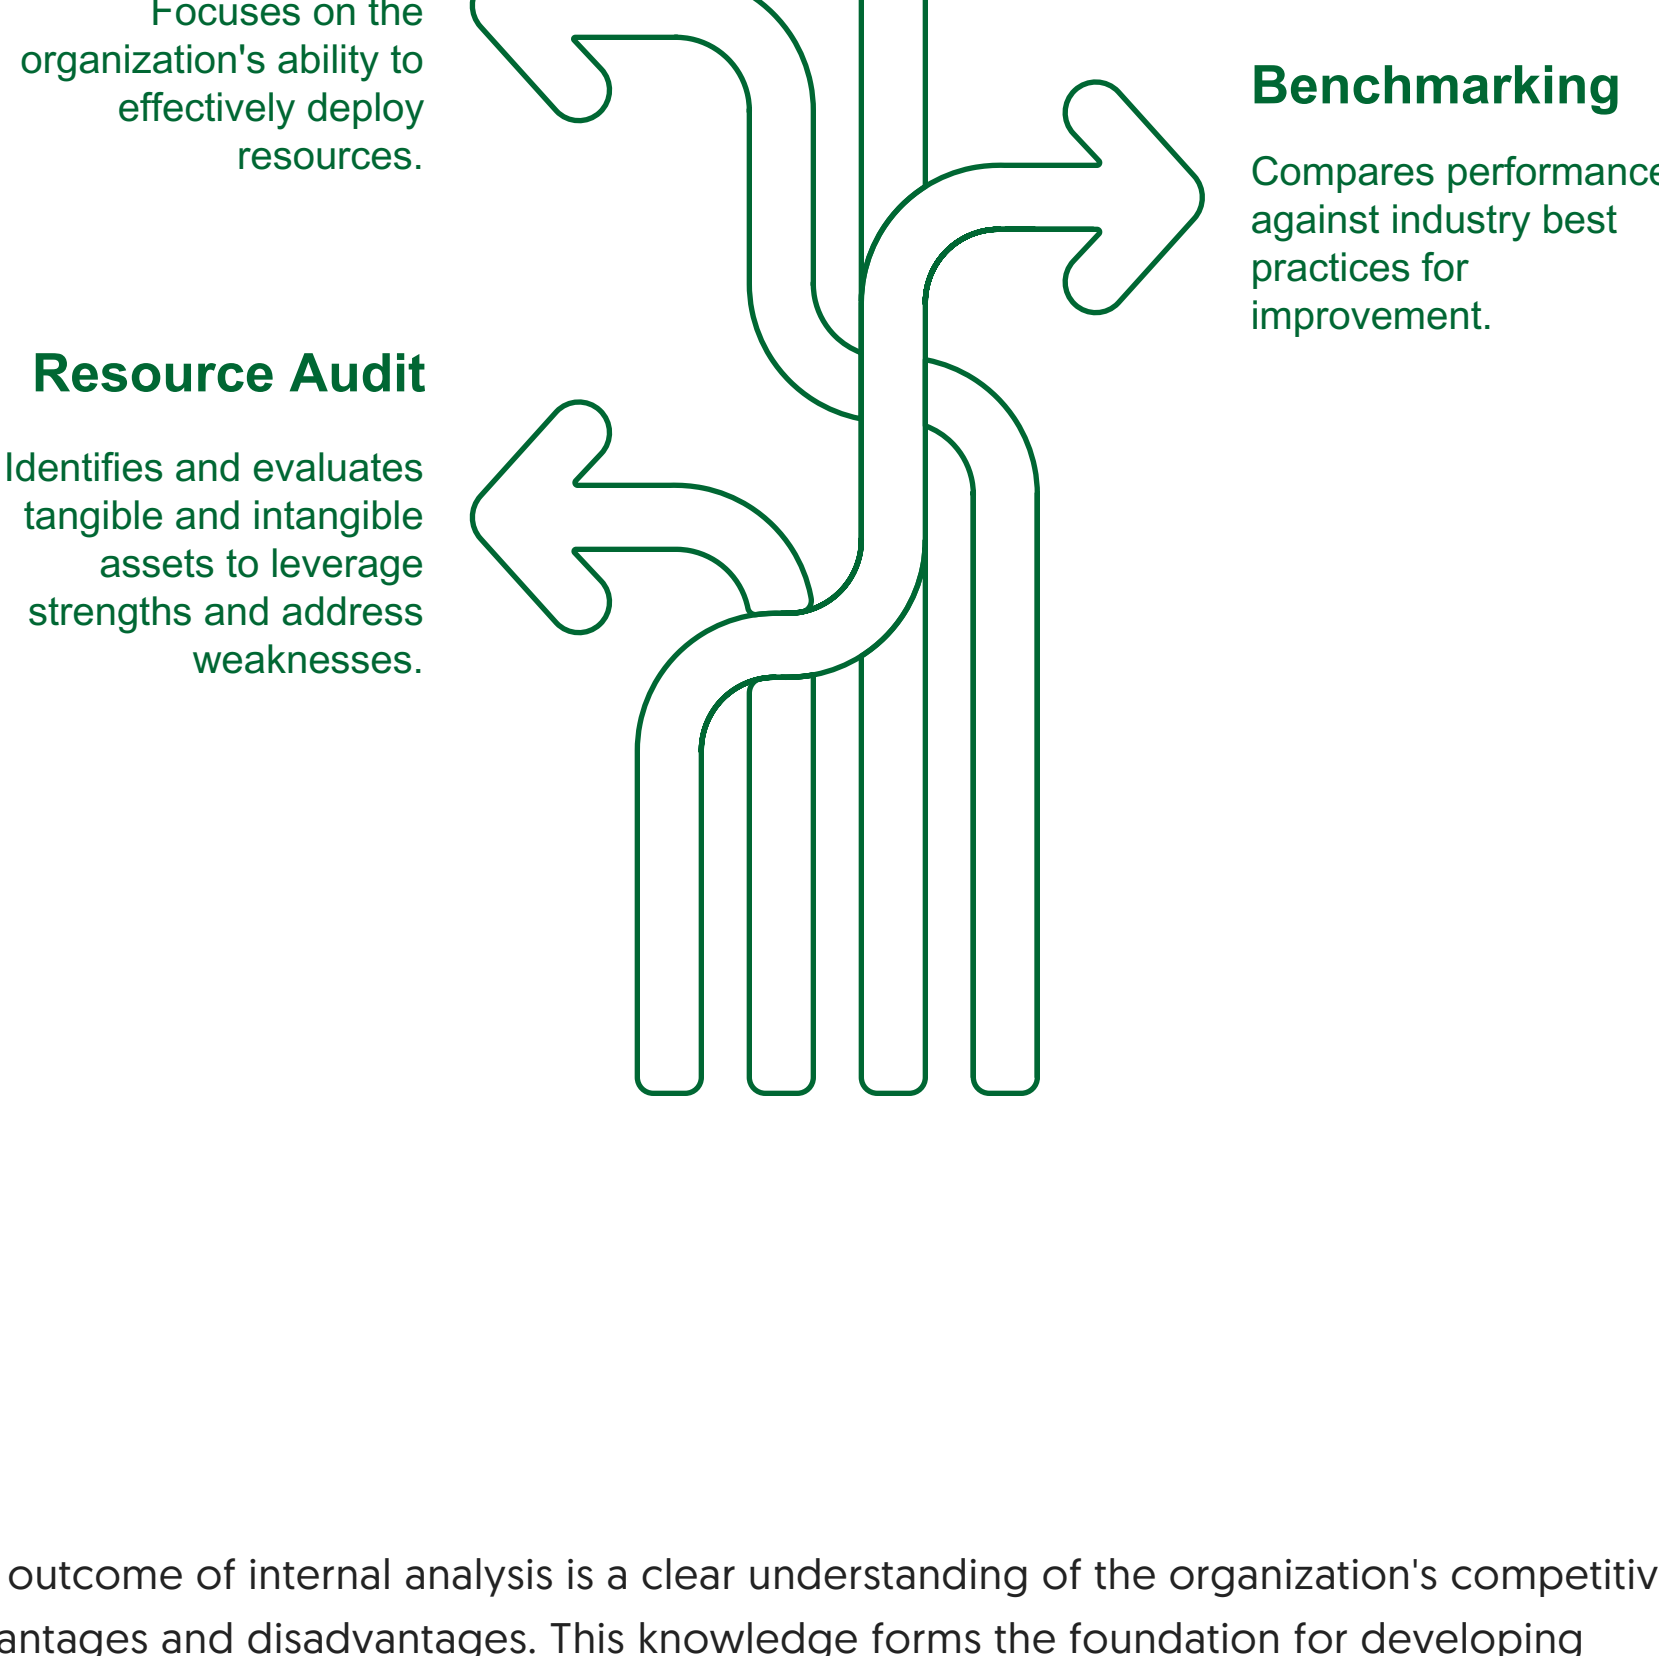 Focuses on the
organization's ability to
effectively deploy
resources.
Benchmarking
Compares performance
against industry best
practices for
improvement.
Resource Audit
Identifies and evaluates
tangible and intangible
assets to leverage
strengths and address
weaknesses.
outcome of internal analysis is a clear understanding of the organization's competitiv
antages and disadvantages. This knowledge forms the foundation for developing